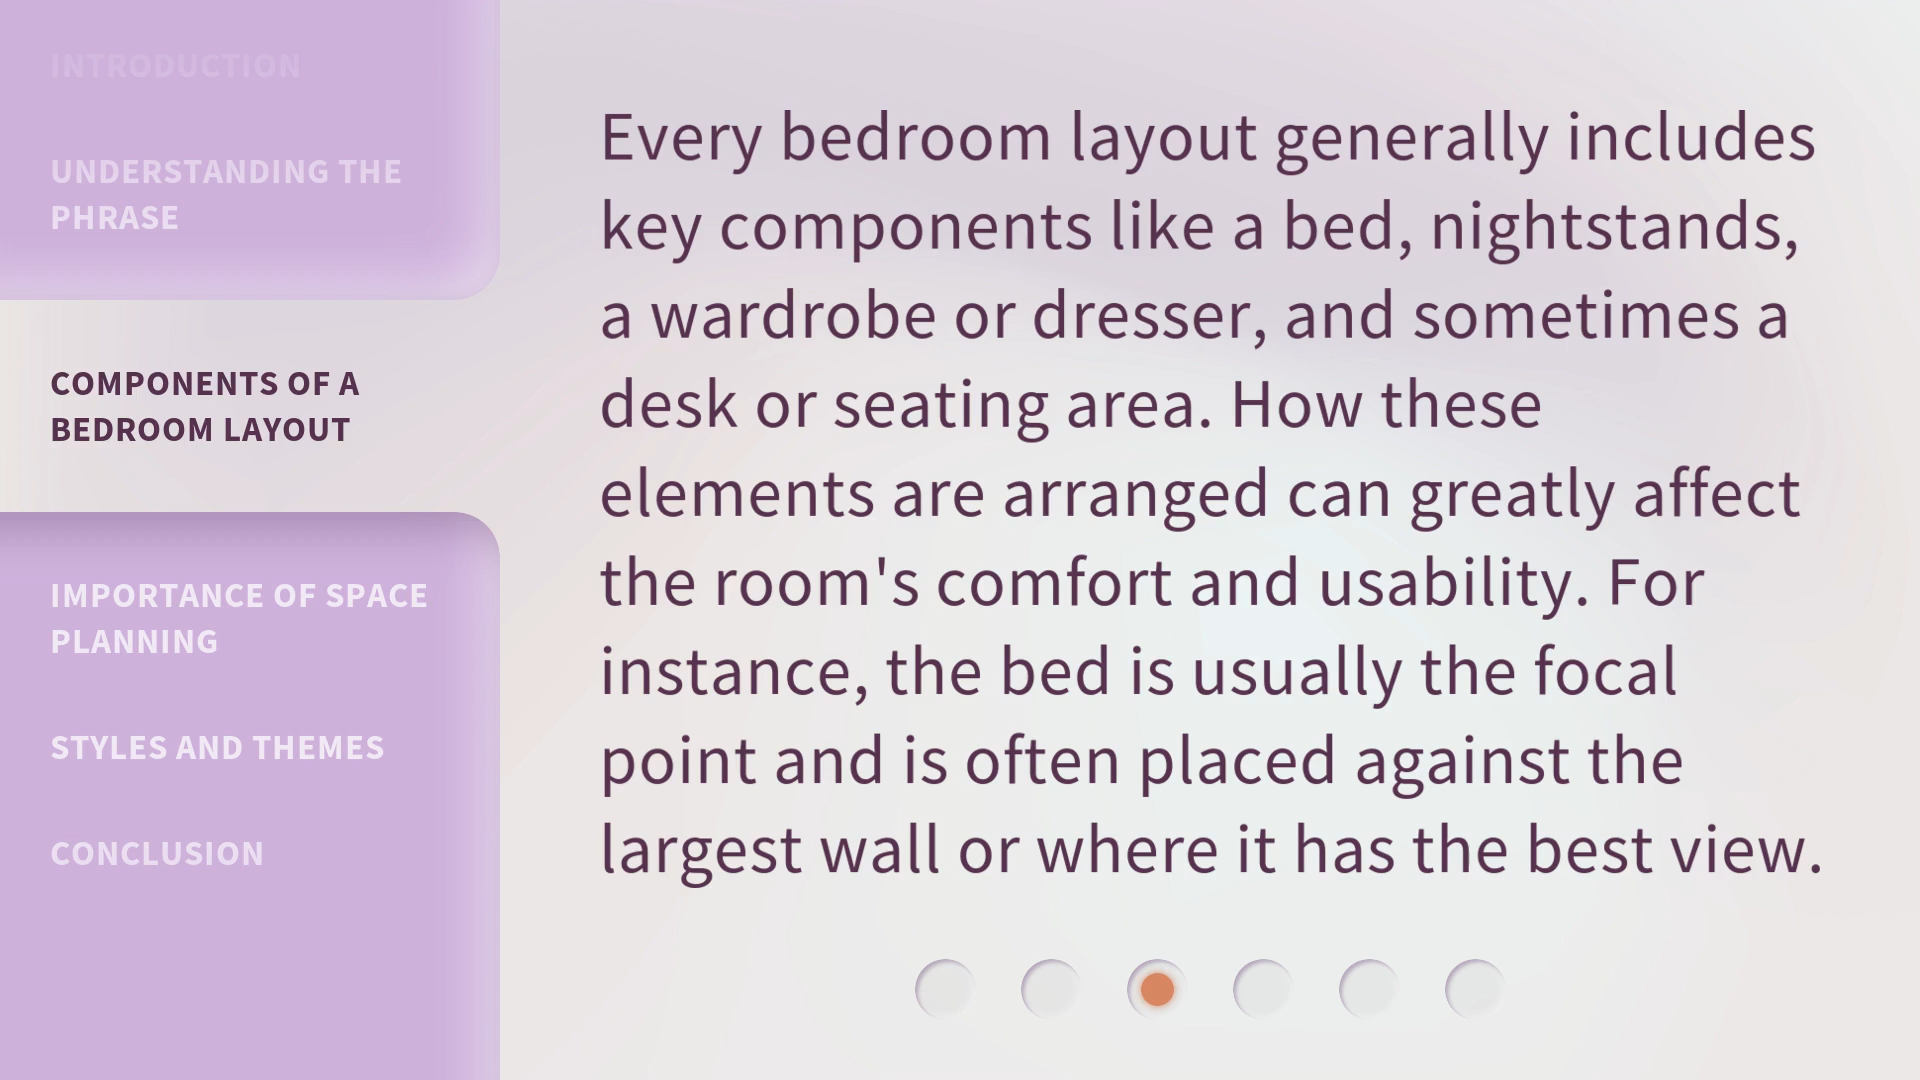 INTRODUCTION
UNDERSTANDING THE
PHRASE
COMPONENTS OF A
BEDROOM LAYOUT
IMPORTANCE OF SPACE
PLANNING
STYLES AND THEMES
CONCLUSION
Every bedroom layout generally includes
key components like a bed, nightstands,
a wardrobe or dresser, and sometimes a
desk or seating area. How these
elements are arranged can greatly affect
the room's comfort and usability. For
instance, the bed is usually the focal
point and is often placed against the
largest wall or where it has the best view.